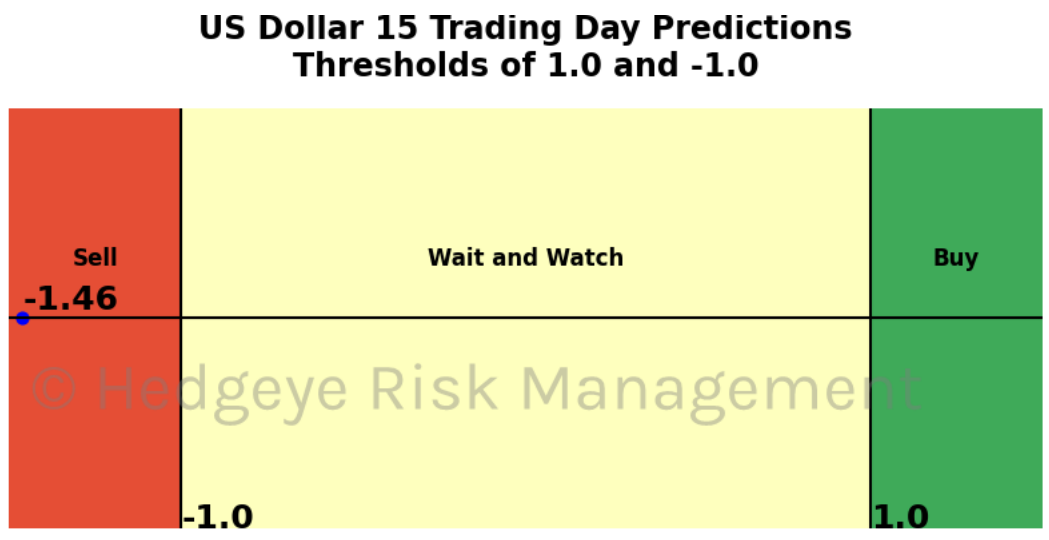 US Dollar 15 Trading Day Predictions
Thresholds of 1.0 and -1.0
Sell
Wait and Watch
Buy
-1.46
© Hedgeye Risk Management
-1.0
1.0